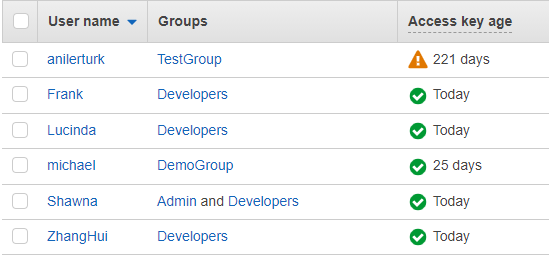 User name Groups Access key age
anilerturk TestGroup 221 days
Frank Developers Today
Lucinda Developers Today
michael DemoGroup 25 days
Shawna Admin and Developers Today
ZhangHui Developers Today